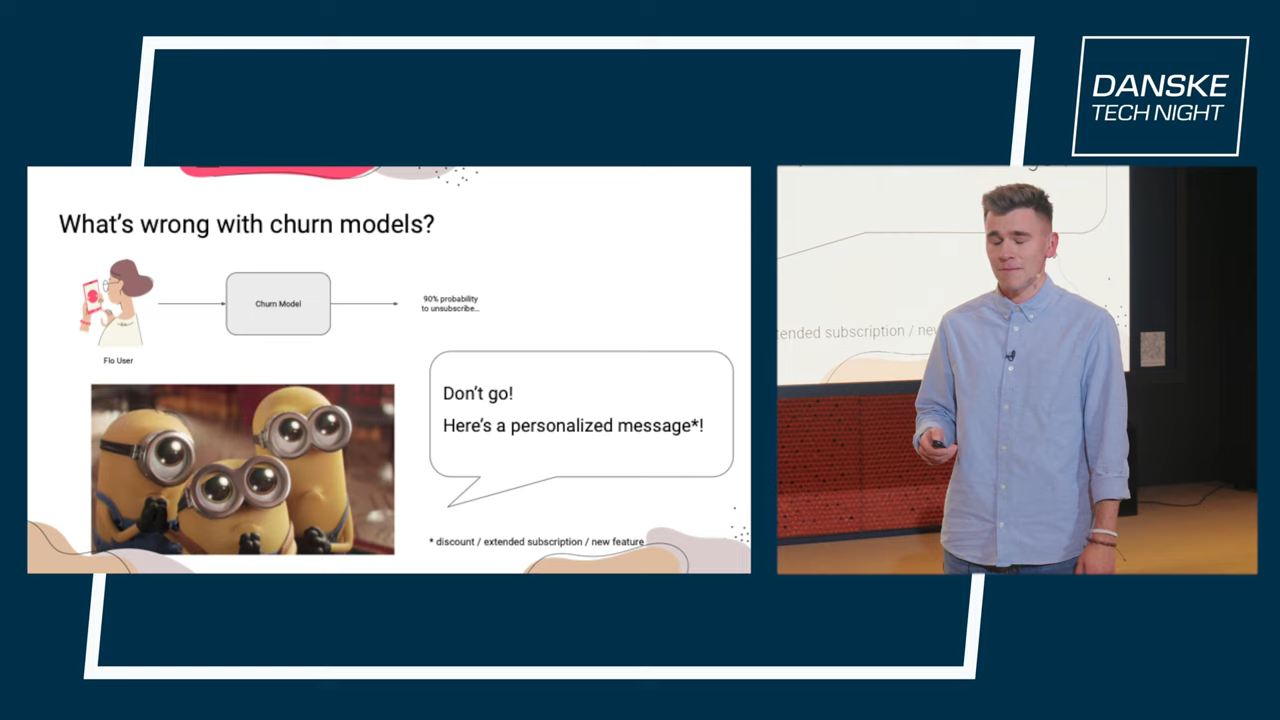 DANSKE
TECH NIGHT
What's wrong with churn models?
Churn Model
90% probability
to unsubscribe...
Flo User
Don't go!
Here's a personalized message*!
* discount / extended subscription / new feature
tended subscription / new